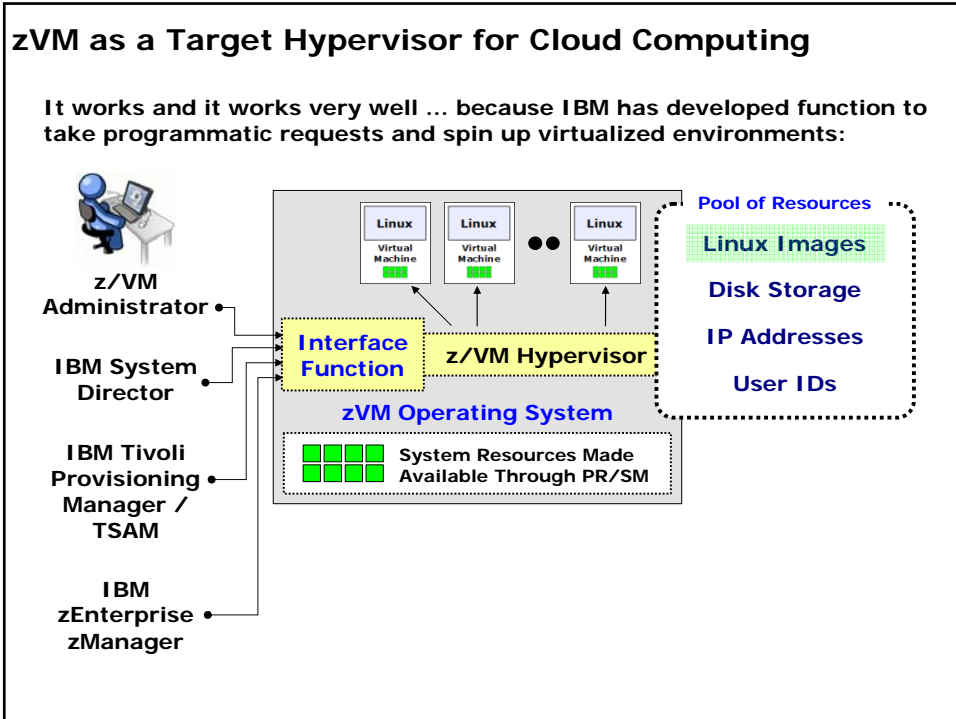 zVM as a Target Hypervisor for Cloud Computing
It works and it works very well ... because IBM has developed function to
take programmatic requests and spin up virtualized environments:
z/VM
Administrator
IBM System
Director
IBM Tivoli
Provisioning
Manager /
TSAM
IBM
zEnterprise
zManager
Linux
Virtual
Machine
Linux
Virtual
Machine
Linux
Virtual
Machine
Interface
Function
z/VM Hypervisor
zVM Operating System
System Resources Made
Available Through PR/SM
Pool of Resources
Linux Images
Disk Storage
IP Addresses
User IDs